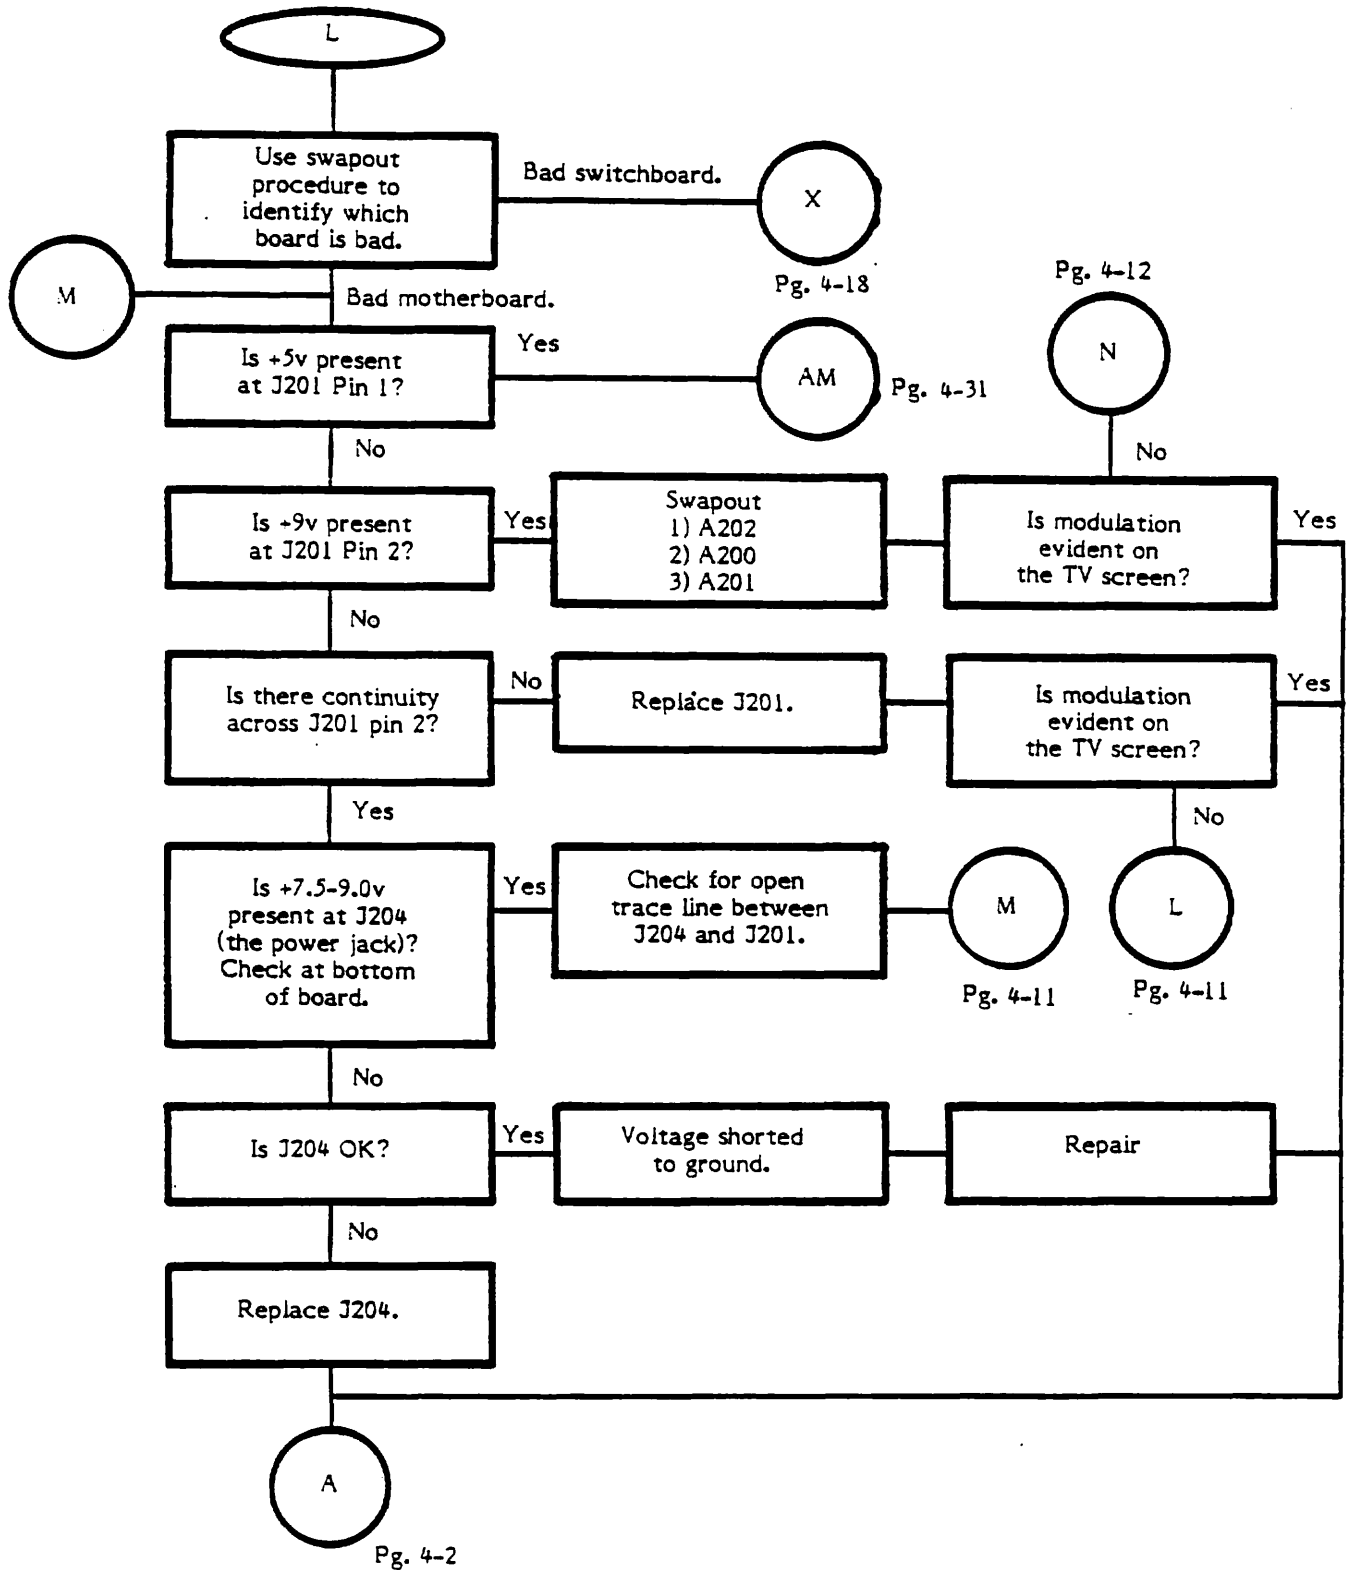 L
Use swapout
procedure to
identify which
board is bad.
Bad switchboard.
X
Pg. 4-18
M
Bad motherboard.
Is +5v present
at J201 Pin 1?
Yes
AM
Pg. 4-31
Pg. 4-12
N
No
No
Is +9v present
at J201 Pin 2?
Yes
Swapout
1) A202
2) A200
3) A201
Is modulation
evident on
the TV screen?
Yes
No
Is there continuity
across J201 pin 2?
No
Replace J201.
Is modulation
evident on
the TV screen?
Yes
Yes
No
Is +7.5-9.0v
present at J204
(the power jack)?
Check at bottom
of board.
Yes
Check for open
trace line between
J204 and J201.
M
Pg. 4-11
L
Pg. 4-11
No
Is J204 OK?
Yes
Voltage shorted
to ground.
Repair
No
Replace J204.
A
Pg. 4-2